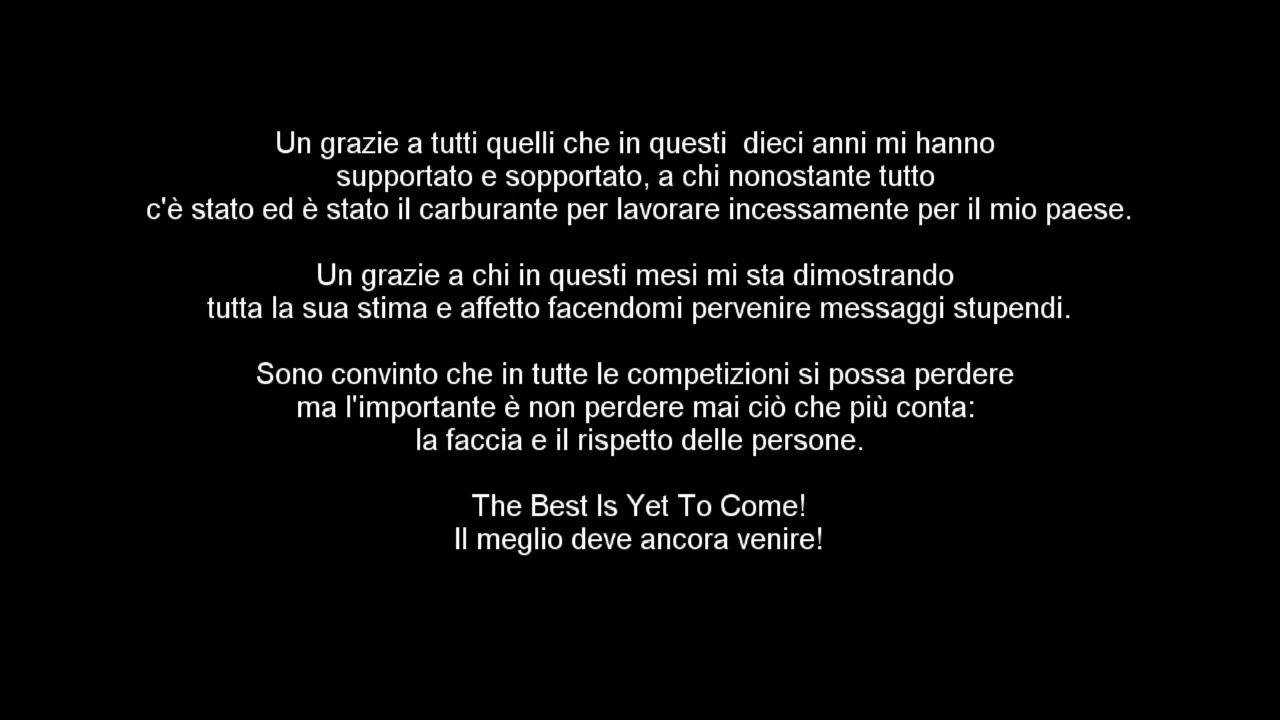 Un grazie a tutti quelli che in questi  dieci anni mi hanno
supportato e sopportato, a chi nonostante tutto
c'è stato ed è stato il carburante per lavorare incessamente per il mio paese.
Un grazie a chi in questi mesi mi sta dimostrando
tutta la sua stima e affetto facendomi pervenire messaggi stupendi.
Sono convinto che in tutte le competizioni si possa perdere
ma l'importante è non perdere mai ciò che più conta:
la faccia e il rispetto delle persone.
The Best Is Yet To Come!
Il meglio deve ancora venire!